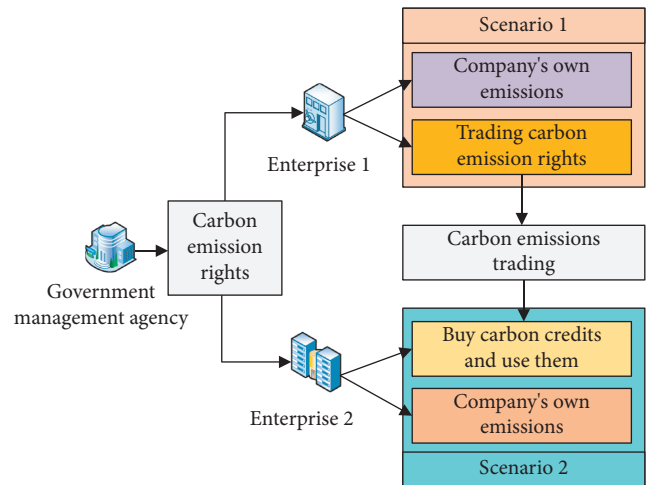 Scenario 1
Company's own
emissions
Trading carbon
emission rights
Enterprise 1
Carbon
emission
rights
Carbon emissions
trading
Government
management agency
Buy carbon credits
and use them
Enterprise 2
Company's own
emissions
Scenario 2